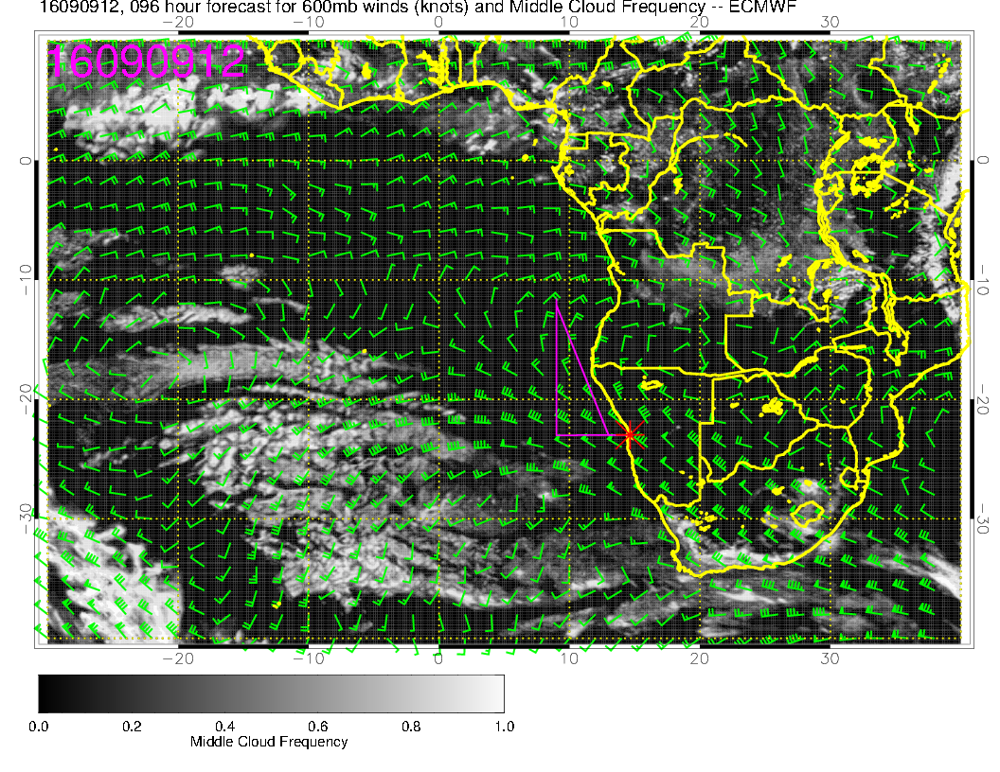 16090912, 096 hour forecast for 600mb winds (knots) and Middle Cloud Frequency -- ECMWF
−20 −10 0 10 20 30
16090912
0 0
−10 −10
−20 −20
−30 −30
−20 −10 0 10 20 30
0.0 0.2 0.4 0.6 0.8 1.0
Middle Cloud Frequency